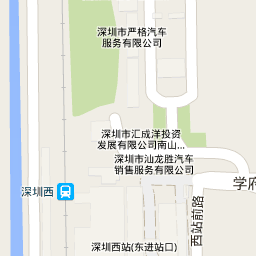 深圳市严格汽车
服务有限公司
深圳市汇成洋投资
发展有限公司南山...
深圳市汕龙胜汽车
销售服务有限公司
学府
深圳西
西站前路
深圳西站(东进站口)